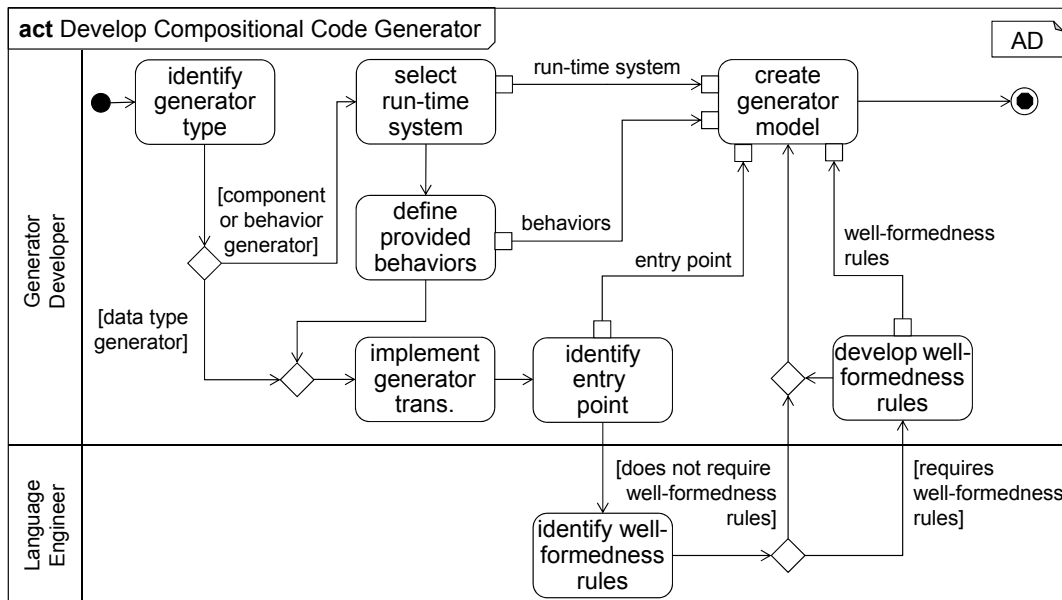 act Develop Compositional Code Generator
AD
Generator
Developer
identify
generator
type
select
run-time
system
run-time system
create
generator
model
[component
or behavior
generator]
define
provided
behaviors
behaviors
well-formedness
rules
entry point
[data type
generator]
implement
generator
trans.
identify
entry
point
develop well-
formedness
rules
Language
Engineer
[does not require
well-formedness
rules]
[requires
well-formedness
rules]
identify well-
formedness
rules